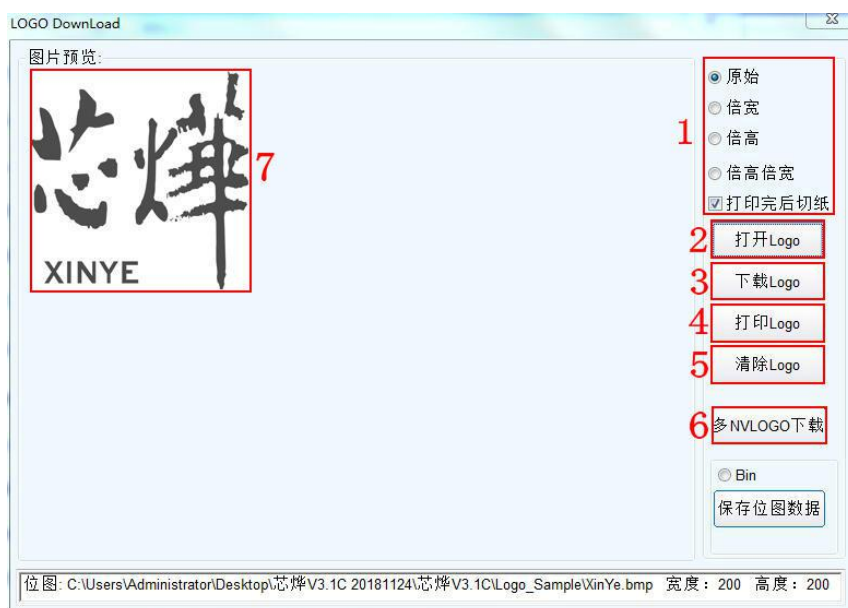 LOGO DownLoad
图片预览:
芯烨
XINYE
7
1
原始
倍宽
倍高
倍高倍宽
打印完后切纸
2 打开Logo
3 下载Logo
4 打印Logo
5 清除Logo
6 多NVLOGO下载
Bin
保存位图数据
位图: C:\Users\Administrator\Desktop\芯烨V3.1C 20181124\芯烨V3.1C\Logo_Sample\XinYe.bmp 宽度: 200 高度: 200